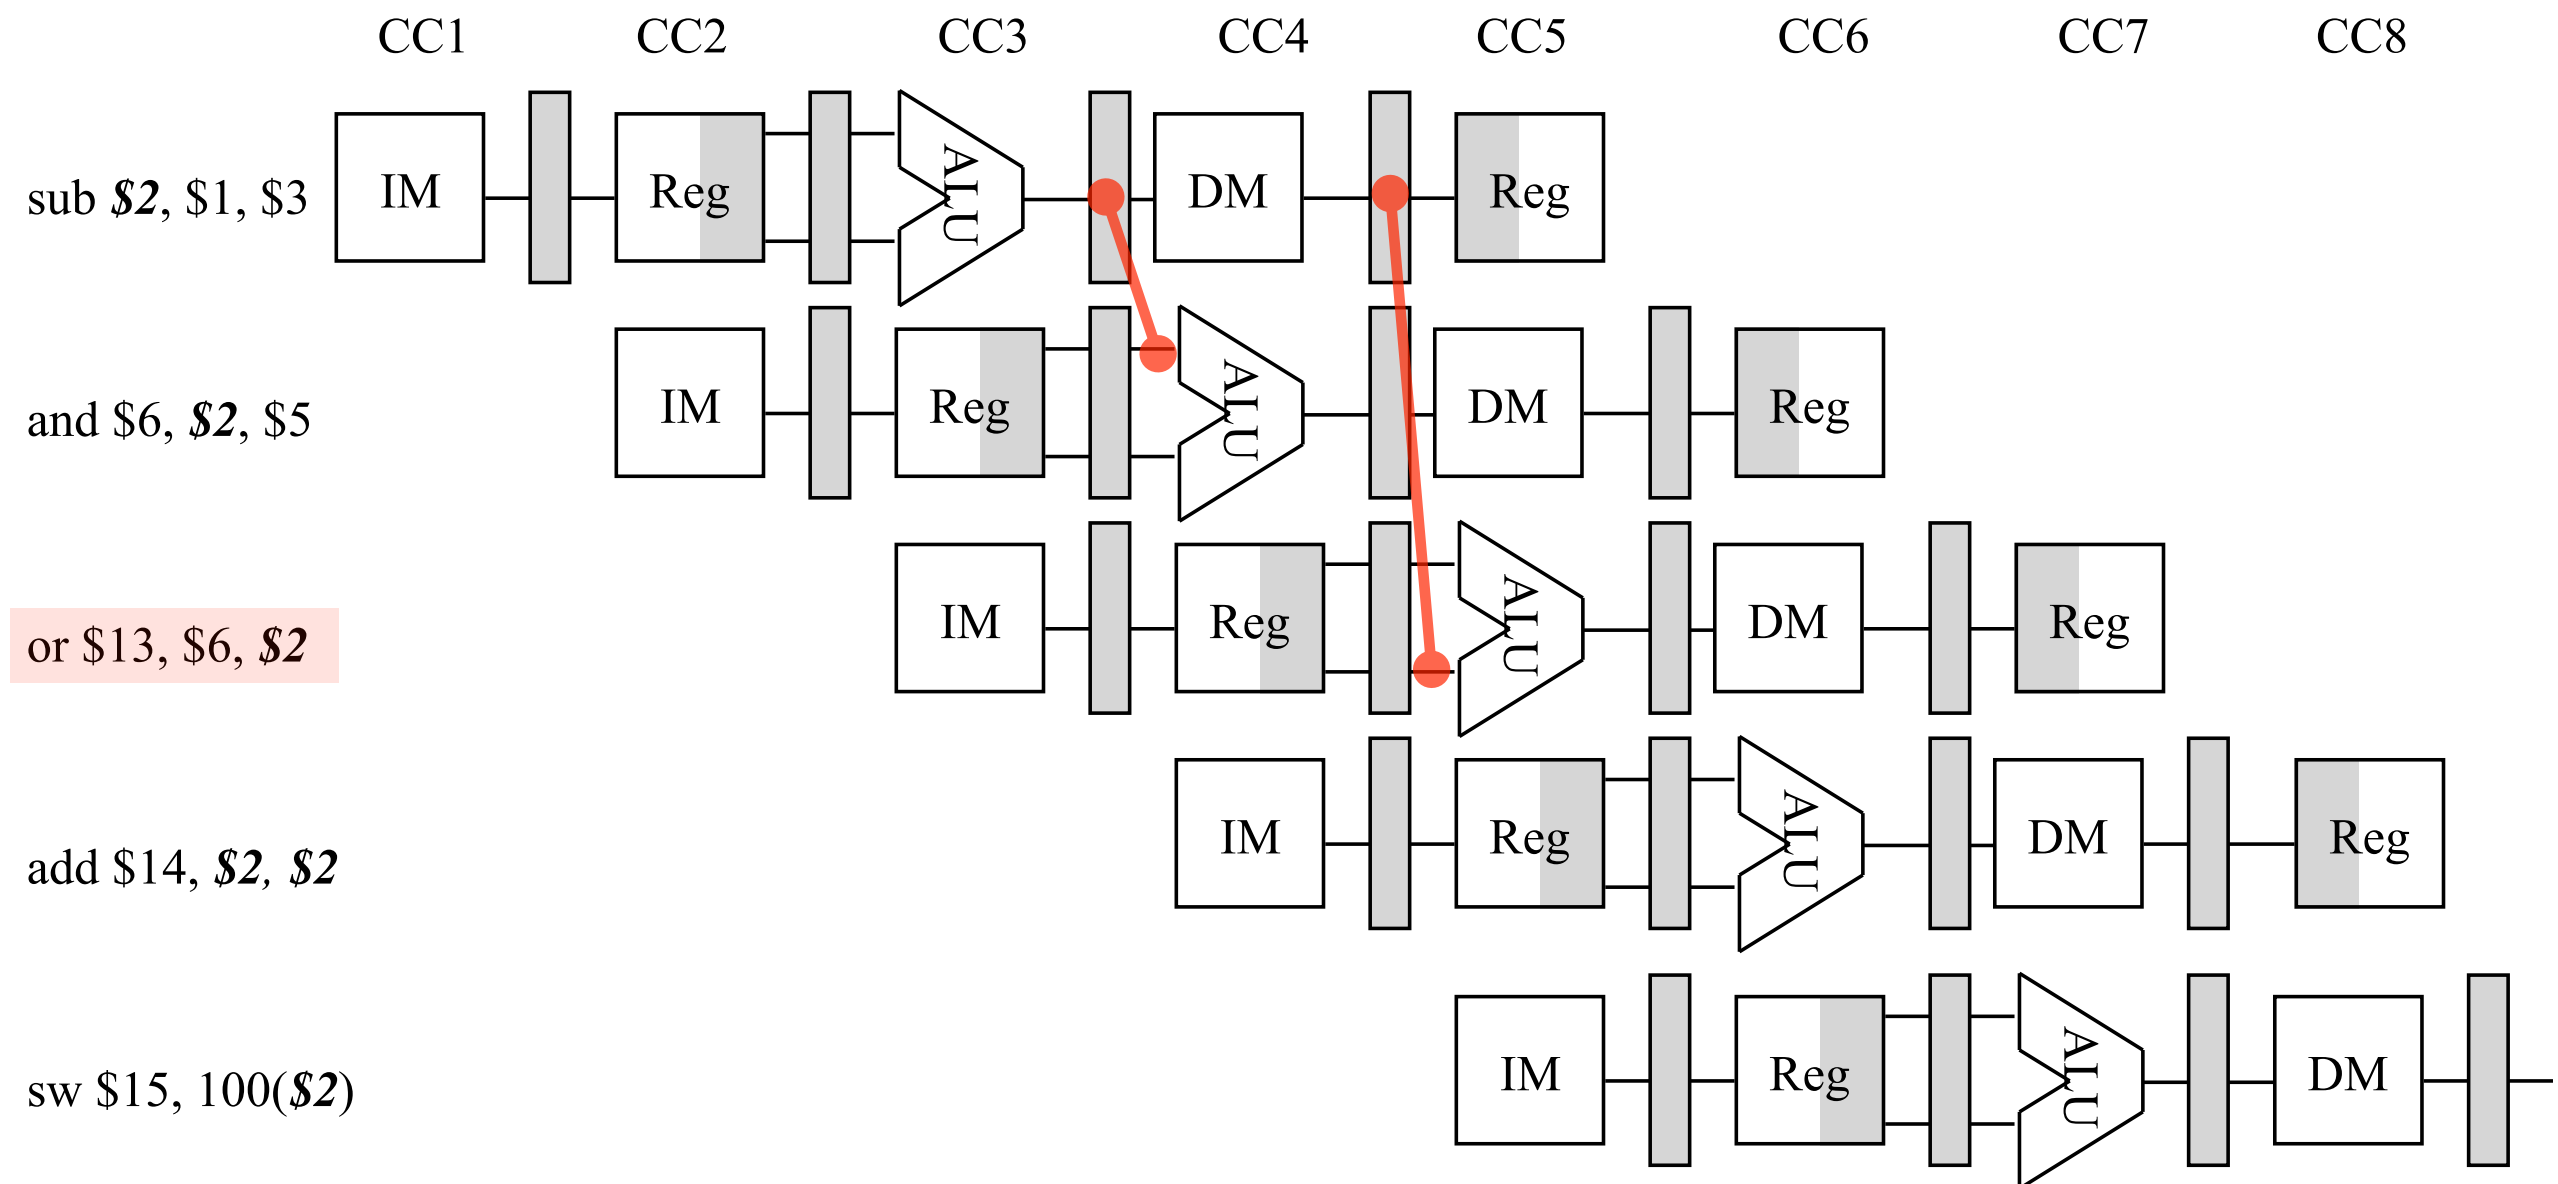 CC1 CC2 CC3 CC4 CC5 CC6 CC7 CC8
sub $2, $1, $3 IM Reg ALU DM Reg
and $6, $2, $5 IM Reg ALU DM Reg
or $13, $6, $2 IM Reg ALU DM Reg
add $14, $2, $2 IM Reg ALU DM Reg
sw $15, 100($2) IM Reg ALU DM